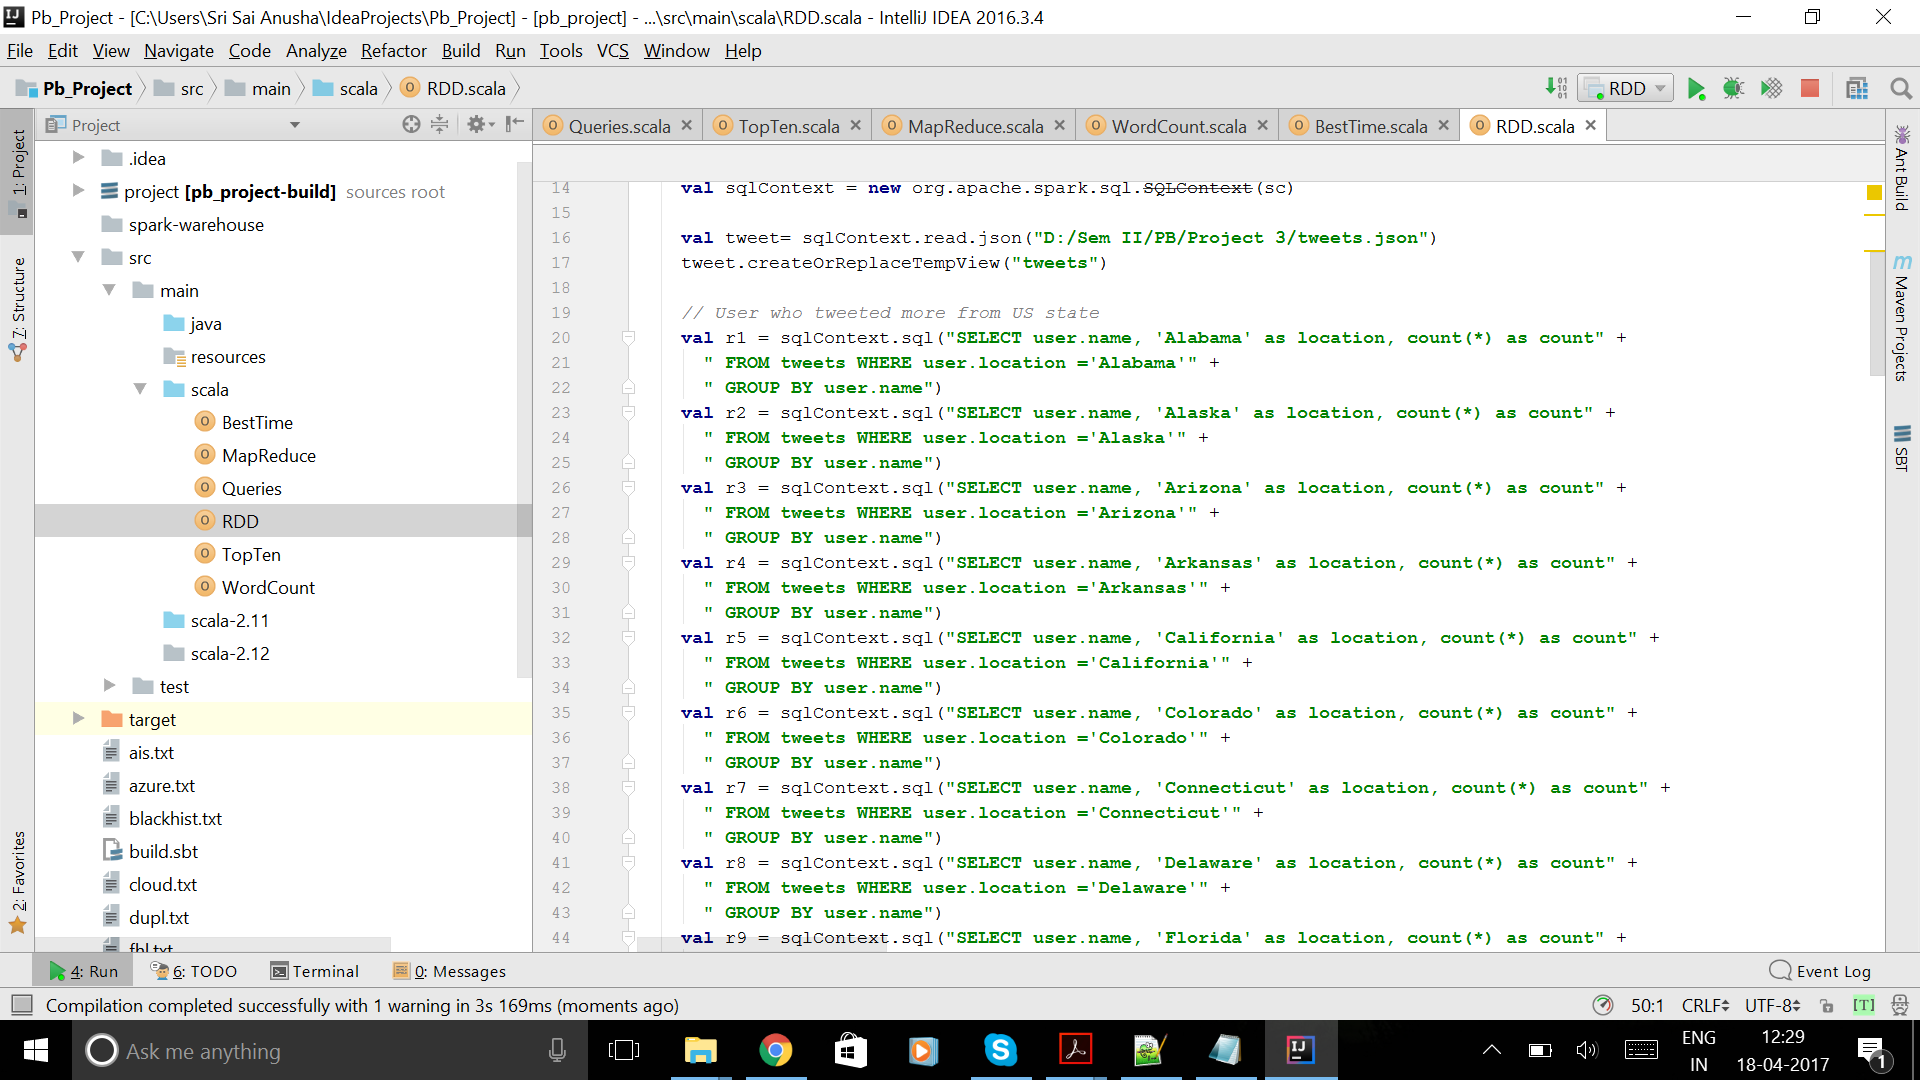 Pb_Project - [C:\Users\Sri Sai Anusha\IdeaProjects\Pb_Project] - [pb_project] - ...\src\main\scala\RDD.scala - IntelliJ IDEA 2016.3.4
File Edit View Navigate Code Analyze Refactor Build Run Tools VCS Window Help
Pb_Project src main scala RDD.scala RDD
Project
Queries.scala TopTen.scala MapReduce.scala WordCount.scala BestTime.scala RDD.scala
1: Project
7: Structure
2: Favorites
.idea
project [pb_project-build] sources root
spark-warehouse
src
main
java
resources
scala
BestTime
MapReduce
Queries
RDD
TopTen
WordCount
scala-2.11
scala-2.12
test
target
ais.txt
azure.txt
blackhist.txt
build.sbt
cloud.txt
dupl.txt
14 val sqlContext = new org.apache.spark.sql.SQLContext(sc)
15
16 val tweet= sqlContext.read.json("D:/Sem II/PB/Project 3/tweets.json")
17 tweet.createOrReplaceTempView("tweets")
18
19 // User who tweeted more from US state
20 val r1 = sqlContext.sql("SELECT user.name, 'Alabama' as location, count(*) as count" +
21 " FROM tweets WHERE user.location ='Alabama'" +
22 " GROUP BY user.name")
23 val r2 = sqlContext.sql("SELECT user.name, 'Alaska' as location, count(*) as count" +
24 " FROM tweets WHERE user.location ='Alaska'" +
25 " GROUP BY user.name")
26 val r3 = sqlContext.sql("SELECT user.name, 'Arizona' as location, count(*) as count" +
27 " FROM tweets WHERE user.location ='Arizona'" +
28 " GROUP BY user.name")
29 val r4 = sqlContext.sql("SELECT user.name, 'Arkansas' as location, count(*) as count" +
30 " FROM tweets WHERE user.location ='Arkansas'" +
31 " GROUP BY user.name")
32 val r5 = sqlContext.sql("SELECT user.name, 'California' as location, count(*) as count" +
33 " FROM tweets WHERE user.location ='California'" +
34 " GROUP BY user.name")
35 val r6 = sqlContext.sql("SELECT user.name, 'Colorado' as location, count(*) as count" +
36 " FROM tweets WHERE user.location ='Colorado'" +
37 " GROUP BY user.name")
38 val r7 = sqlContext.sql("SELECT user.name, 'Connecticut' as location, count(*) as count" +
39 " FROM tweets WHERE user.location ='Connecticut'" +
40 " GROUP BY user.name")
41 val r8 = sqlContext.sql("SELECT user.name, 'Delaware' as location, count(*) as count" +
42 " FROM tweets WHERE user.location ='Delaware'" +
43 " GROUP BY user.name")
44 val r9 = sqlContext.sql("SELECT user.name, 'Florida' as location, count(*) as count" +
Ant Build
Maven Projects
SBT
4: Run 6: TODO Terminal 0: Messages Event Log
Compilation completed successfully with 1 warning in 3s 169ms (moments ago) 50:1 CRLF UTF-8 [T]
Ask me anything
ENG
IN
12:29
18-04-2017
1